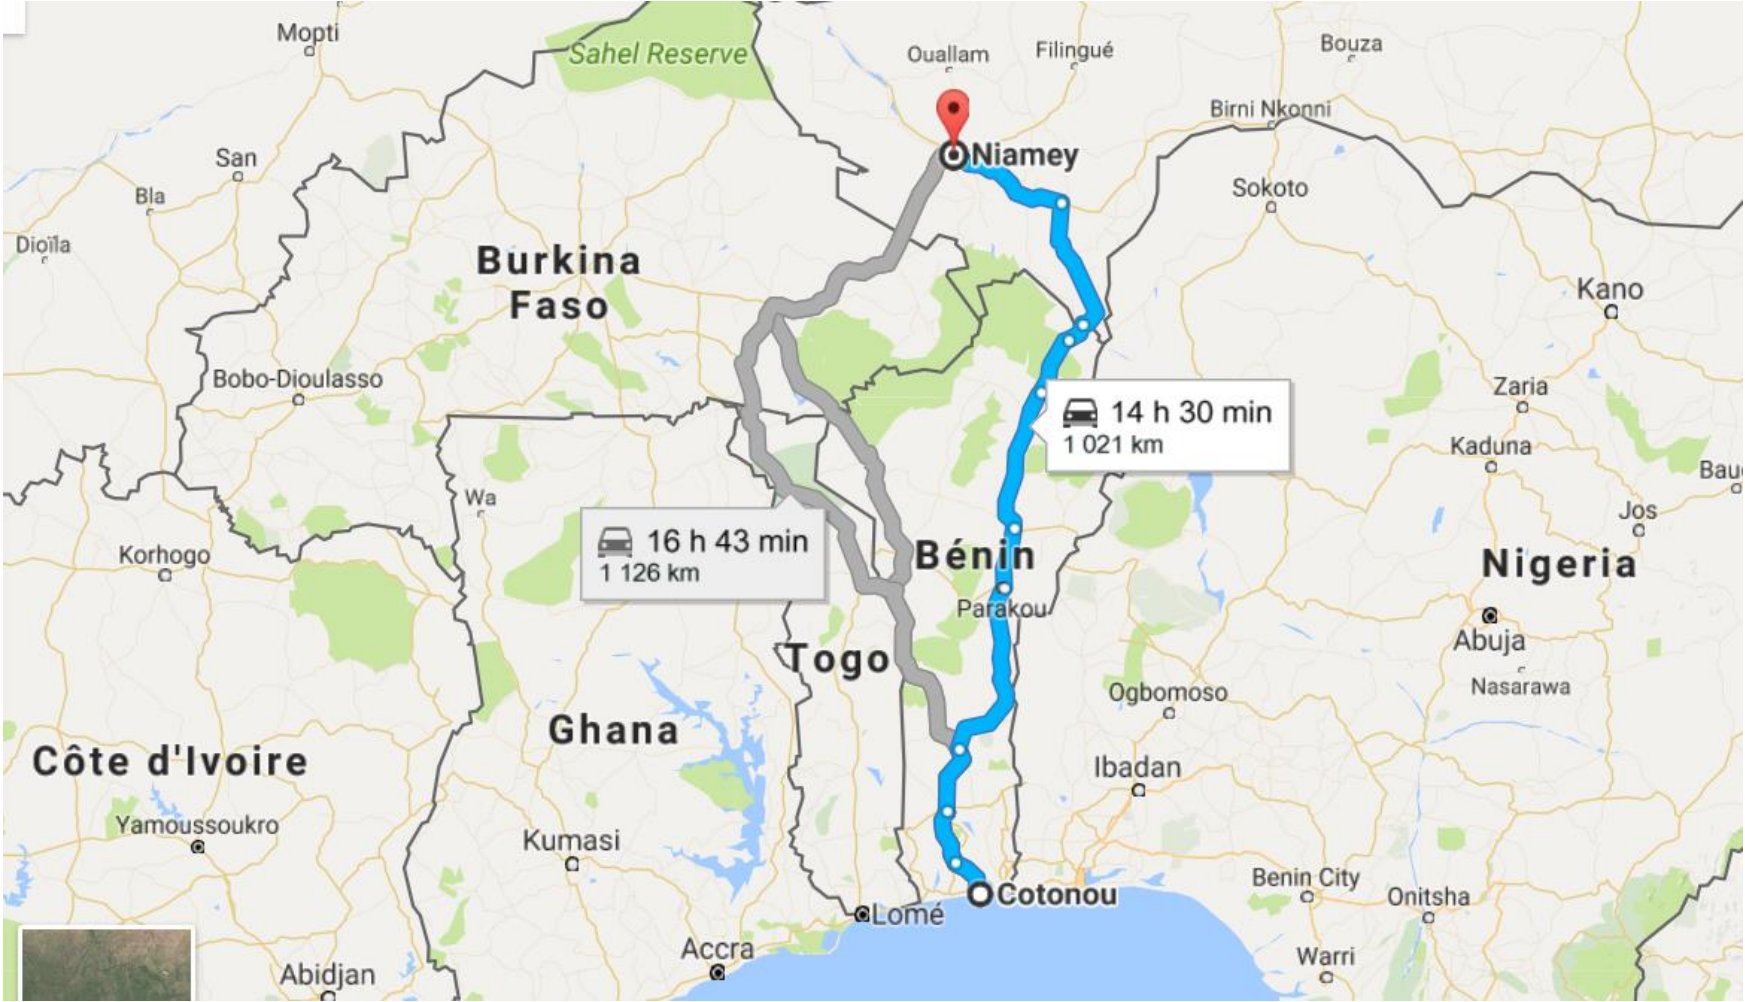 Mopti
Sahel Reserve
Ouallam
Filingué
Bouza
Birni Nkonni
San
Niamey
Bla
Sokoto
Dioïla
Burkina
Faso
Kano
Bobo-Dioulasso
14 h 30 min
1 021 km
Zaria
Kaduna
Bau
Wa
Jos
16 h 43 min
1 126 km
Korhogo
Bénin
Nigeria
Parakou
Abuja
Togo
Nasarawa
Ogbomoso
Ghana
Côte d'Ivoire
Ibadan
Yamoussoukro
Kumasi
Benin City
Onitsha
Cotonou
Lomé
Accra
Warri
Abidjan